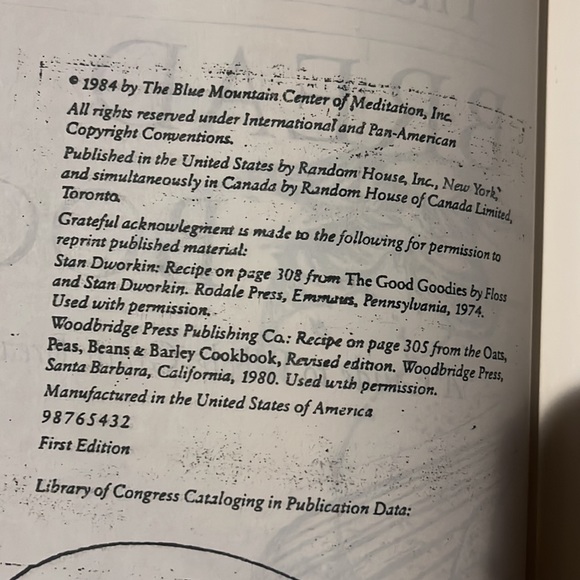 © 1984 by The Blue Mountain Center of Meditation, Inc.
All rights reserved under International and Pan-American
Copyright Conventions.
Published in the United States by Random House, Inc., New York,
and simultaneously in Canada by Random House of Canada Limited,
Toronto.
Grateful acknowlegment is made to the following for permission to
reprint published material:
Stan Dworkin: Recipe on page 308 from The Good Goodies by Floss
and Stan Dworkin. Rodale Press, Emmaus, Pennsylvania, 1974.
Used with permission.
Woodbridge Press Publishing Co.: Recipe on page 305 from the Oats,
Peas, Beans & Barley Cookbook, Revised edition. Woodbridge Press,
Santa Barbara, California, 1980. Used with permission.
Manufactured in the United States of America
98765432
First Edition
Library of Congress Cataloging in Publication Data: